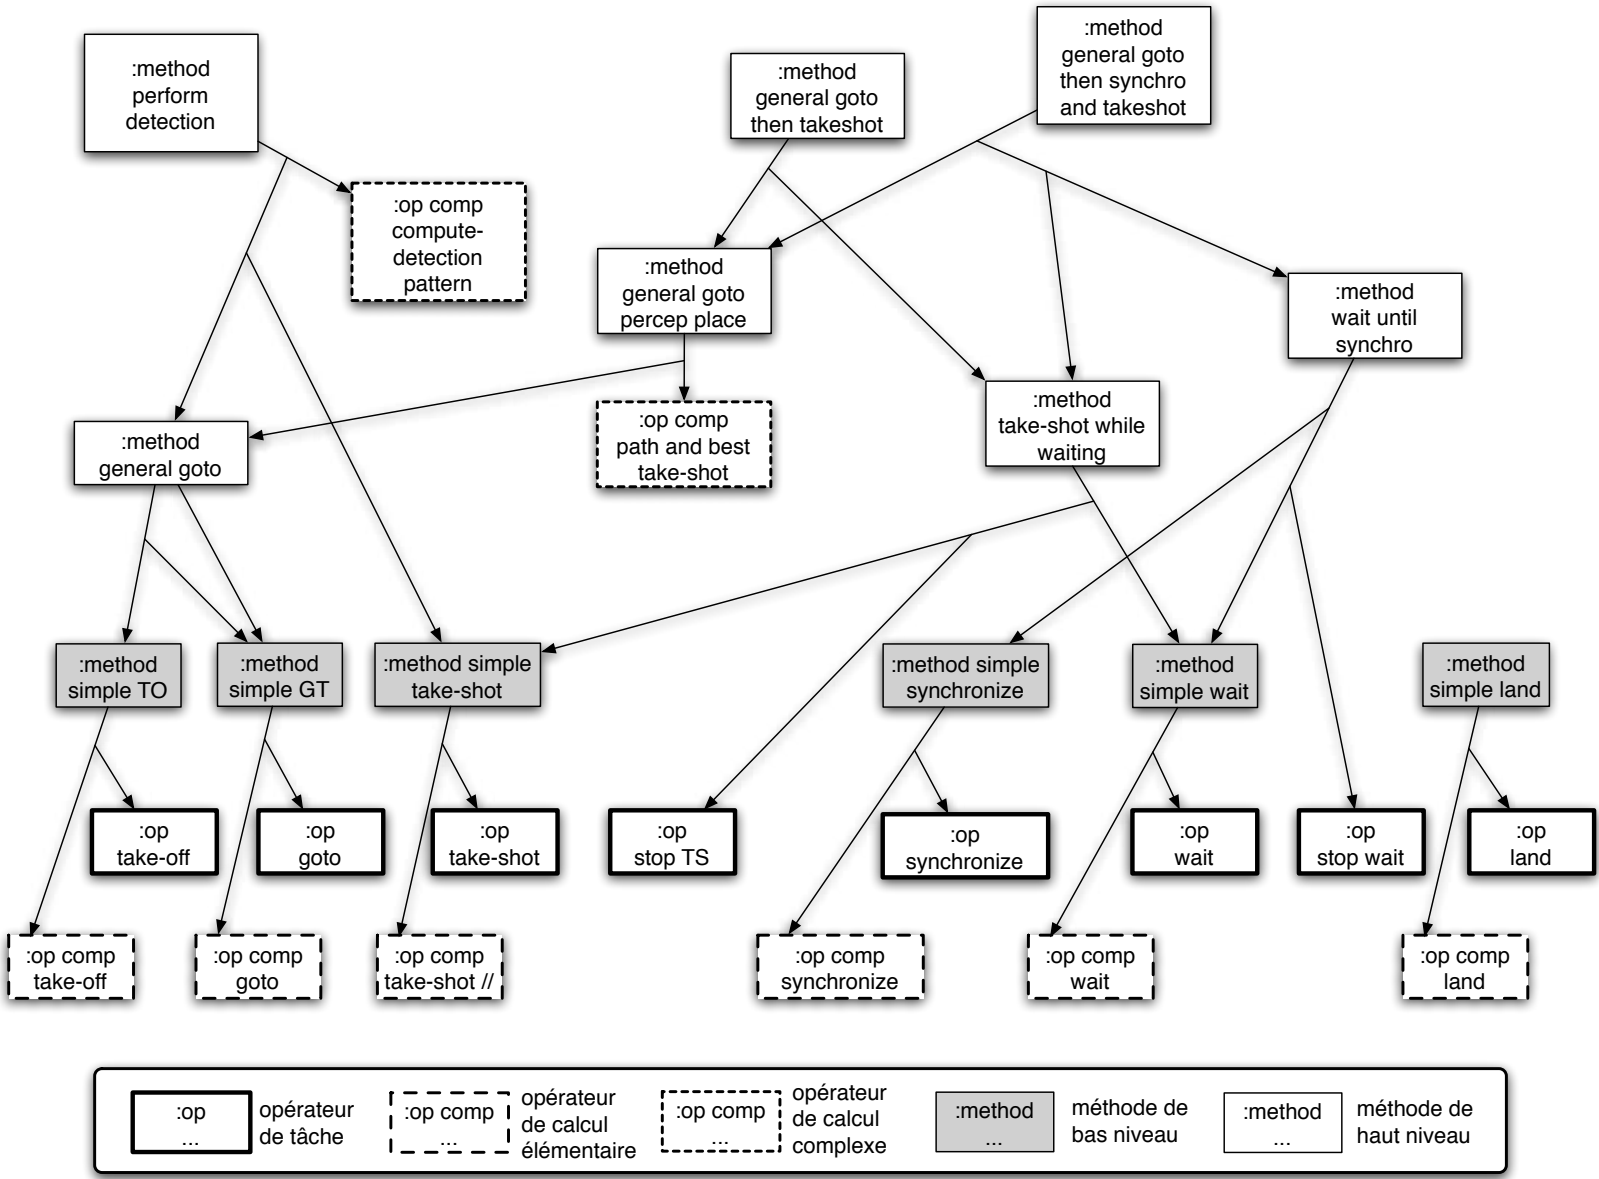 :method
perform
detection
:method
general goto
then takeshot
:method
general goto
then synchro
and takeshot
:op comp
compute-
detection
pattern
:method
general goto
percep place
:method
wait until
synchro
:method
general goto
:op comp
path and best
take-shot
:method
take-shot while
waiting
:method
simple TO
:method
simple GT
:method simple
take-shot
:method simple
synchronize
:method
simple wait
:method
simple land
:op
take-off
:op
goto
:op
take-shot
:op
stop TS
:op
synchronize
:op
wait
:op
stop wait
:op
land
:op comp
take-off
:op comp
goto
:op comp
take-shot //
:op comp
synchronize
:op comp
wait
:op comp
land
:op
...
opérateur
de tâche
:op comp
...
opérateur
de calcul
élémentaire
:op comp
...
opérateur
de calcul
complexe
:method
...
méthode de
bas niveau
:method
...
méthode de
haut niveau